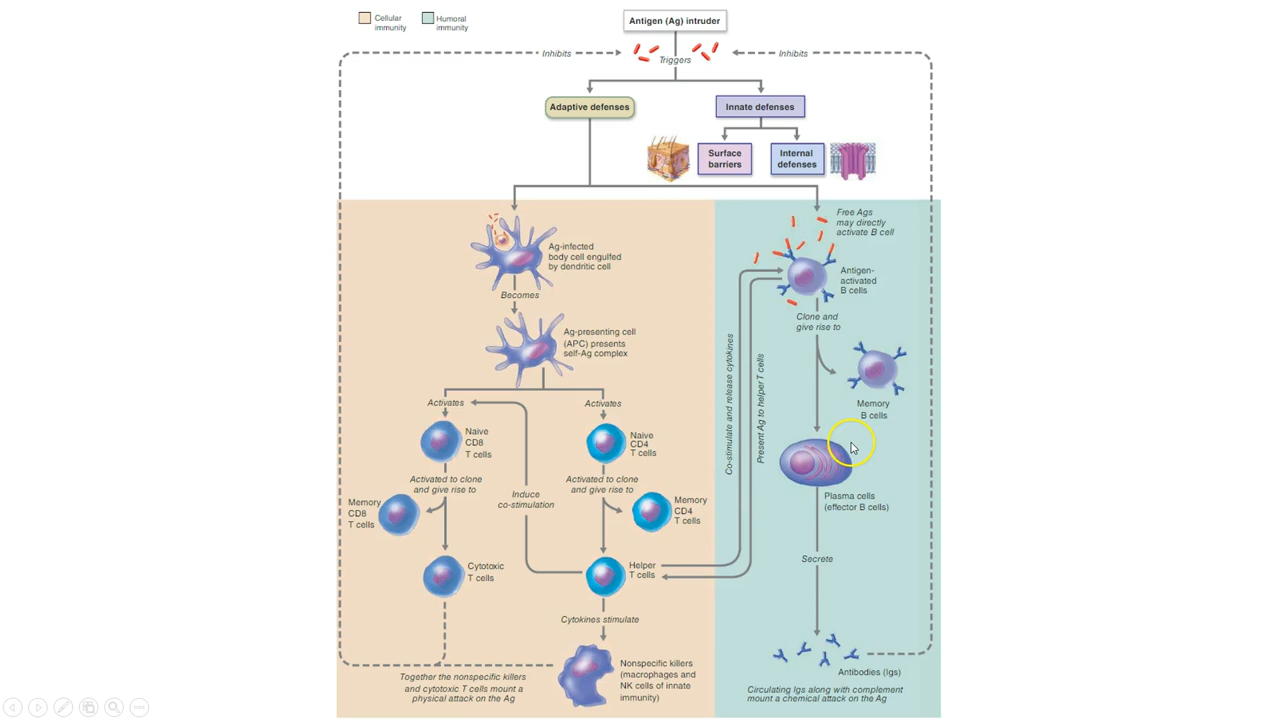 Cellular
immunity
Humoral
immunity
Antigen (Ag) intruder
Inhibits
Inhibits
Triggers
Adaptive defenses
Innate defenses
Surface
barriers
Internal
defenses
Free Ags
may directly
activate B cell
Ag-infected
body cell engulfed
by dendritic cell
Antigen-
activated
B cells
Becomes
Clone and
give rise to
Ag-presenting cell
(APC) presents
self-Ag complex
Co-stimulate and release cytokines
Present Ag to helper T cells
Memory
B cells
Activates
Activates
Naive
CD8
T cells
Naive
CD4
T cells
Activated to clone
and give rise to
Activated to clone
and give rise to
Induce
co-stimulation
Memory
CD8
T cells
Memory
CD4
T cells
Plasma cells
(effector B cells)
Secrete
Cytotoxic
T cells
Helper
T cells
Cytokines stimulate
Nonspecific killers
(macrophages and
NK cells of innate
immunity)
Antibodies (Igs)
Together the nonspecific killers
and cytotoxic T cells mount a
physical attack on the Ag
Circulating Igs along with complement
mount a chemical attack on the Ag